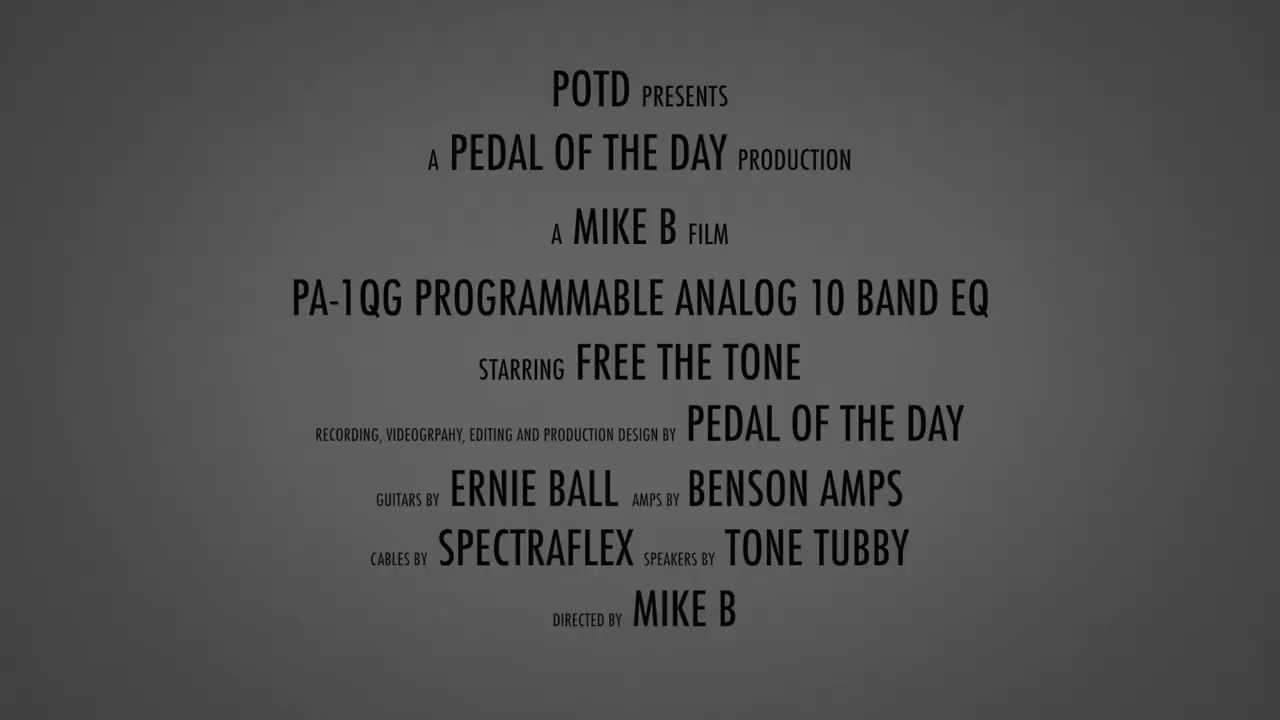 POTD PRESENTS
A PEDAL OF THE DAY PRODUCTION
A MIKE B FILM
PA-1QG PROGRAMMABLE ANALOG 10 BAND EQ
STARRING FREE THE TONE
RECORDING, VIDEOGRPAHY, EDITING AND PRODUCTION DESIGN BY PEDAL OF THE DAY
GUITARS BY ERNIE BALL AMPS BY BENSON AMPS
CABLES BY SPECTRAFLEX SPEAKERS BY TONE TUBBY
DIRECTED BY MIKE B